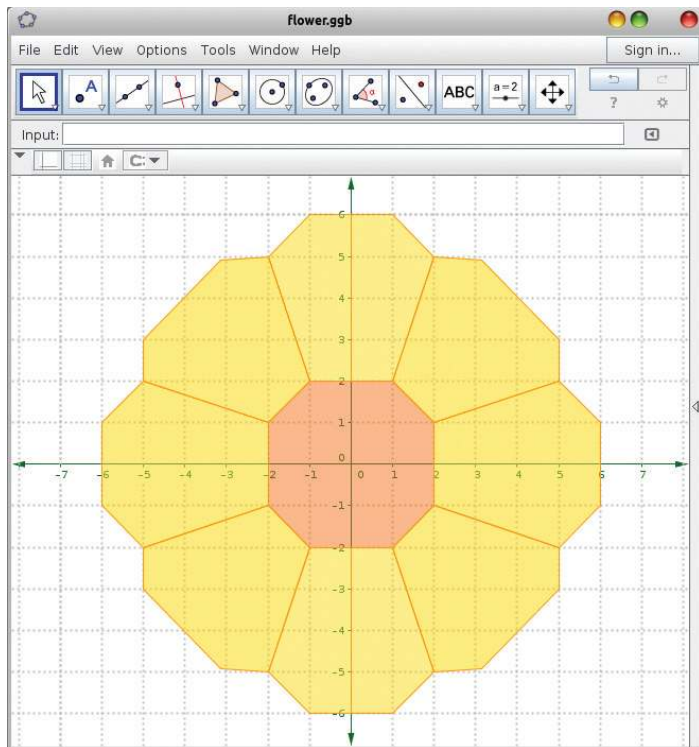 flower.ggb
File Edit View Options Tools Window Help Sign in...
A ABC a=2
α
?
Input:
6
5
4
3
2
1
0
-7 -6 -5 -4 -3 -2 -1 0 1 2 3 4 5 6 7
-1
-2
-3
-4
-5
-6